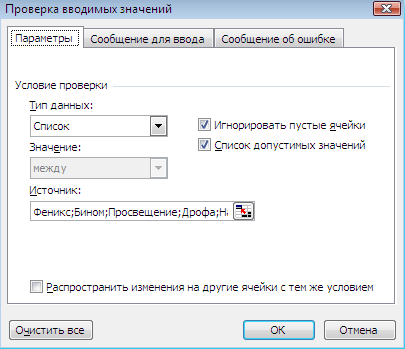 Проверка вводимых значений
Параметры
Сообщение для ввода
Сообщение об ошибке
Условие проверки
Тип данных:
Список
Игнорировать пустые ячейки
Значение:
Список допустимых значений
между
Источник:
Феникс;Бином;Просвещение;Дрофа;На
Распространить изменения на другие ячейки с тем же условием
Очистить все
ОК
Отмена